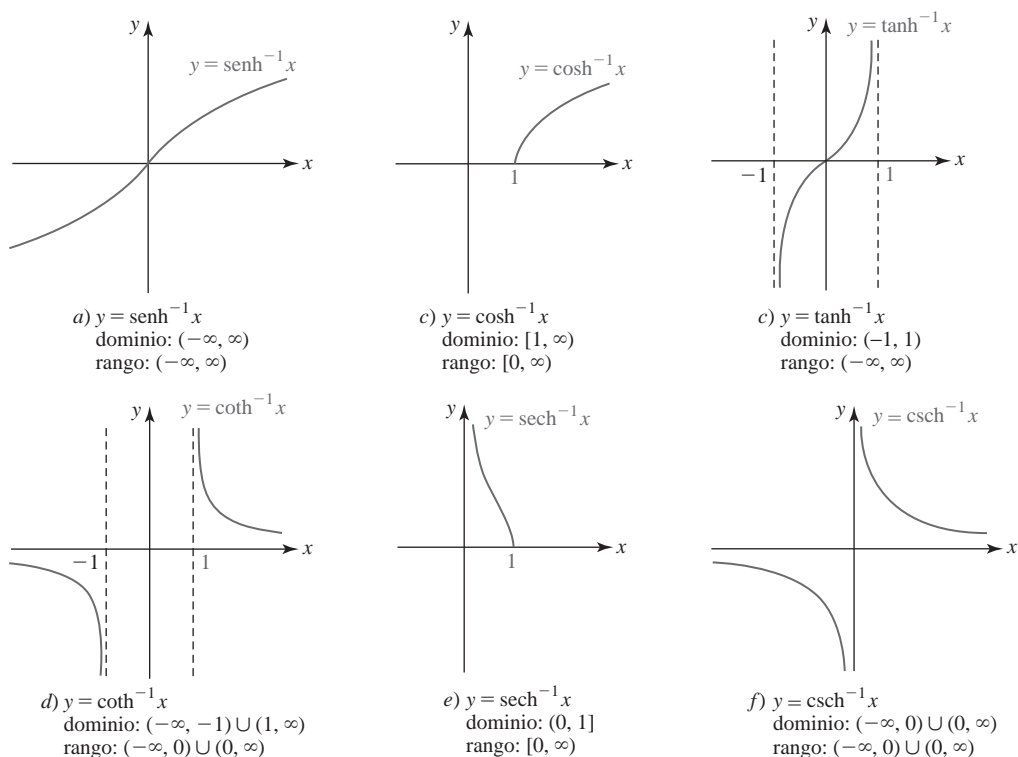 y
y = senh⁻¹x
x
a) y = senh⁻¹x
dominio: (−∞, ∞)
rango: (−∞, ∞)
y
y = cosh⁻¹x
x
1
c) y = cosh⁻¹x
dominio: [1, ∞)
rango: [0, ∞)
y
y = tanh⁻¹x
x
−1
1
c) y = tanh⁻¹x
dominio: (–1, 1)
rango: (−∞, ∞)
y
y = coth⁻¹x
x
−1
1
d) y = coth⁻¹x
dominio: (−∞, −1) ∪ (1, ∞)
rango: (−∞, 0) ∪ (0, ∞)
y
y = sech⁻¹x
x
1
e) y = sech⁻¹x
dominio: (0, 1]
rango: [0, ∞)
y
y = csch⁻¹x
x
f) y = csch⁻¹x
dominio: (−∞, 0) ∪ (0, ∞)
rango: (−∞, 0) ∪ (0, ∞)